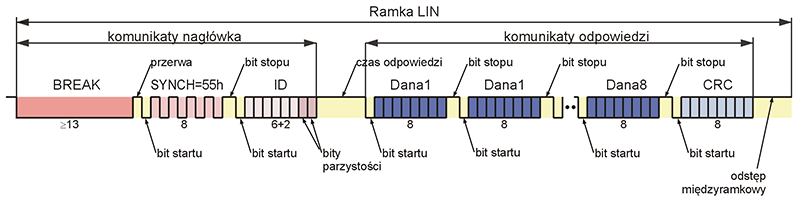 Ramka LIN
komunikaty nagłówka
komunikaty odpowiedzi
przerwa
bit stopu
czas odpowiedzi
bit stopu
bit stopu
bit stopu
BREAK
SYNCH=55h
ID
Dana1
Dana1
Dana8
CRC
≥13
8
6+2
8
8
8
8
bit startu
bit startu
bity
parzystości
bit startu
bit startu
bit startu
bit startu
odstęp
międzyramkowy